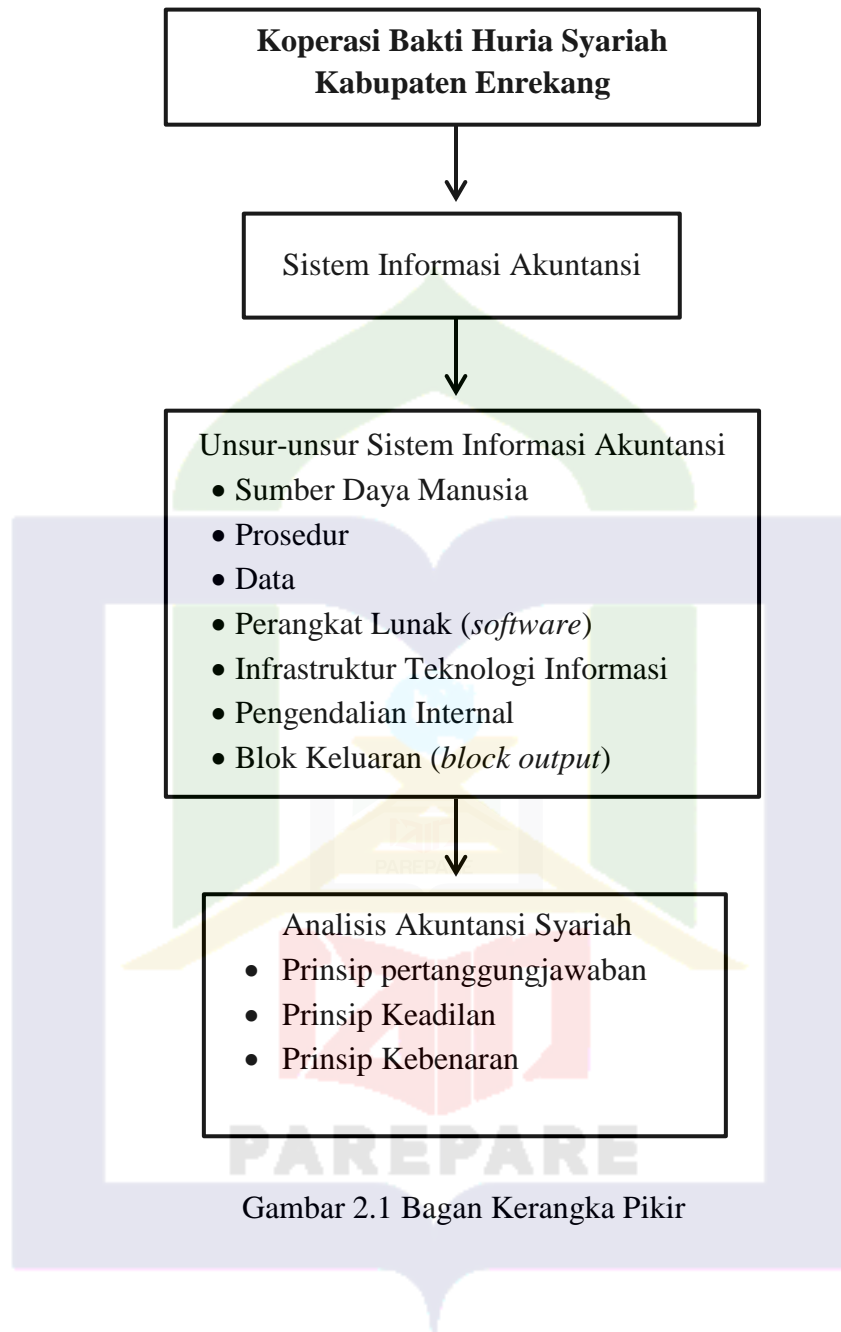 Koperasi Bakti Huria Syariah
Kabupaten Enrekang
Sistem Informasi Akuntansi
Unsur-unsur Sistem Informasi Akuntansi
• Sumber Daya Manusia
• Prosedur
• Data
• Perangkat Lunak (software)
• Infrastruktur Teknologi Informasi
• Pengendalian Internal
• Blok Keluaran (block output)
PAREPARE
Analisis Akuntansi Syariah
• Prinsip pertanggungjawaban
• Prinsip Keadilan
• Prinsip Kebenaran
PAREPARE
Gambar 2.1 Bagan Kerangka Pikir